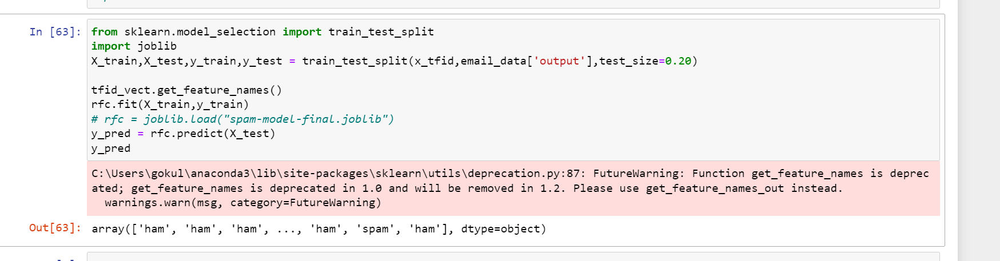 In [63]: from sklearn.model_selection import train_test_split
import joblib
X_train,X_test,y_train,y_test = train_test_split(x_tfid,email_data['output'],test_size=0.20)
tfid_vect.get_feature_names()
rfc.fit(X_train,y_train)
# rfc = joblib.load("spam-model-final.joblib")
y_pred = rfc.predict(X_test)
y_pred
C:\Users\gokul\anaconda3\lib\site-packages\sklearn\utils\deprecation.py:87: FutureWarning: Function get_feature_names is deprec
ated; get_feature_names is deprecated in 1.0 and will be removed in 1.2. Please use get_feature_names_out instead.
warnings.warn(msg, category=FutureWarning)
Out[63]: array(['ham', 'ham', 'ham', ..., 'ham', 'spam', 'ham'], dtype=object)